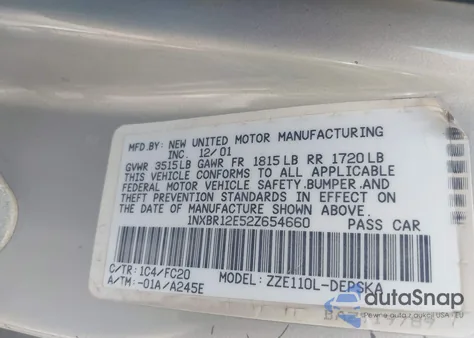 MFD.BY: NEW UNITED MOTOR MANUFACTURING
INC. 12/01
GVWR 3515LB GAWR FR 1815LB RR 1720LB
THIS VEHICLE CONFORMS TO ALL APPLICABLE
FEDERAL MOTOR VEHICLE SAFETY,BUMPER,AND
THEFT PREVENTION STANDARDS IN EFFECT ON
THE DATE OF MANUFACTURE SHOWN ABOVE.
1NXBR12E52Z654660 PASS CAR
C/TR: 1C4/FC20 MODEL: ZZE110L-DEPSKA
A/TM: -01A/A245E
autaSnap